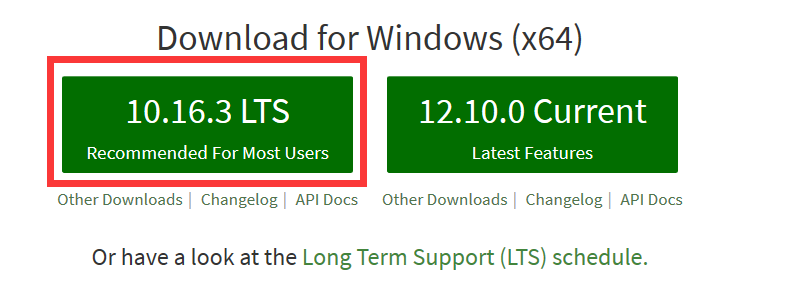 Download for Windows (x64)
10.16.3 LTS
Recommended For Most Users
12.10.0 Current
Latest Features
Other Downloads | Changelog | API Docs
Other Downloads | Changelog | API Docs
Or have a look at the Long Term Support (LTS) schedule.